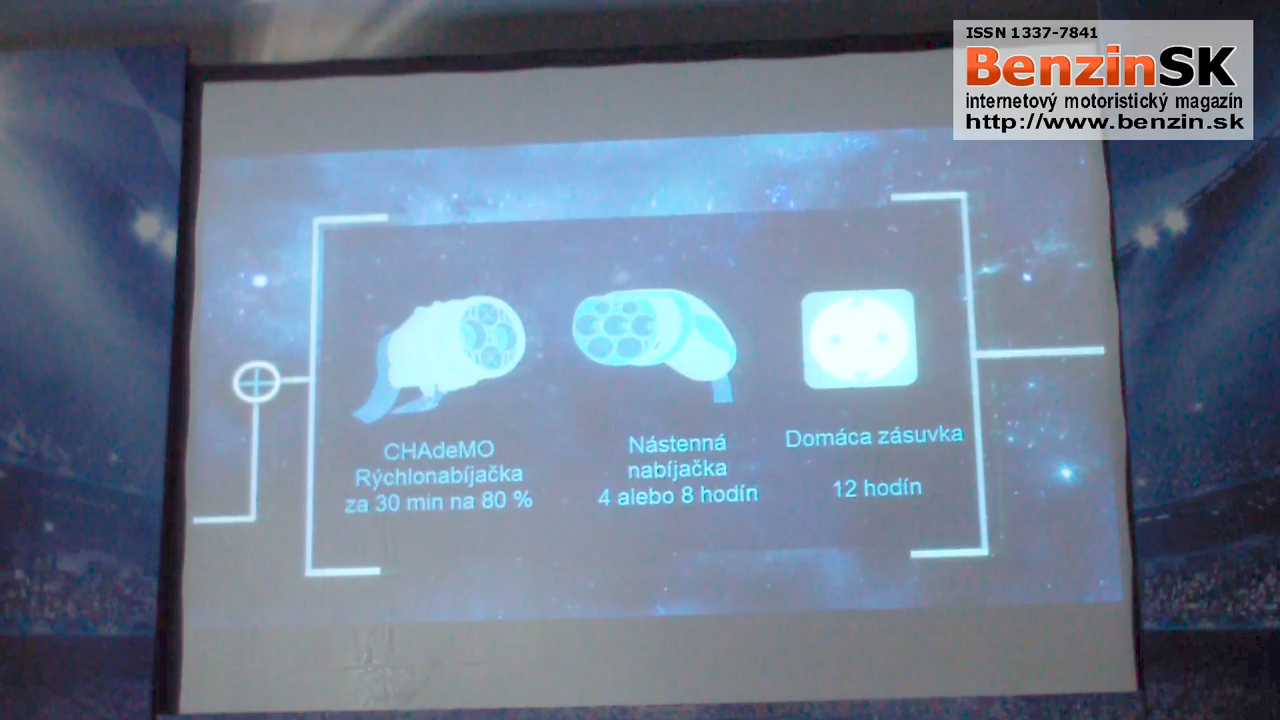 ISSN 1337-7841
BenzinSK
internetový motoristický magazín
http://www.benzin.sk
CHAdeMO
Rýchlonabíjačka
za 30 min na 80 %
Nástenná
nabíjačka
4 alebo 8 hodín
Domáca zásuvka
12 hodín